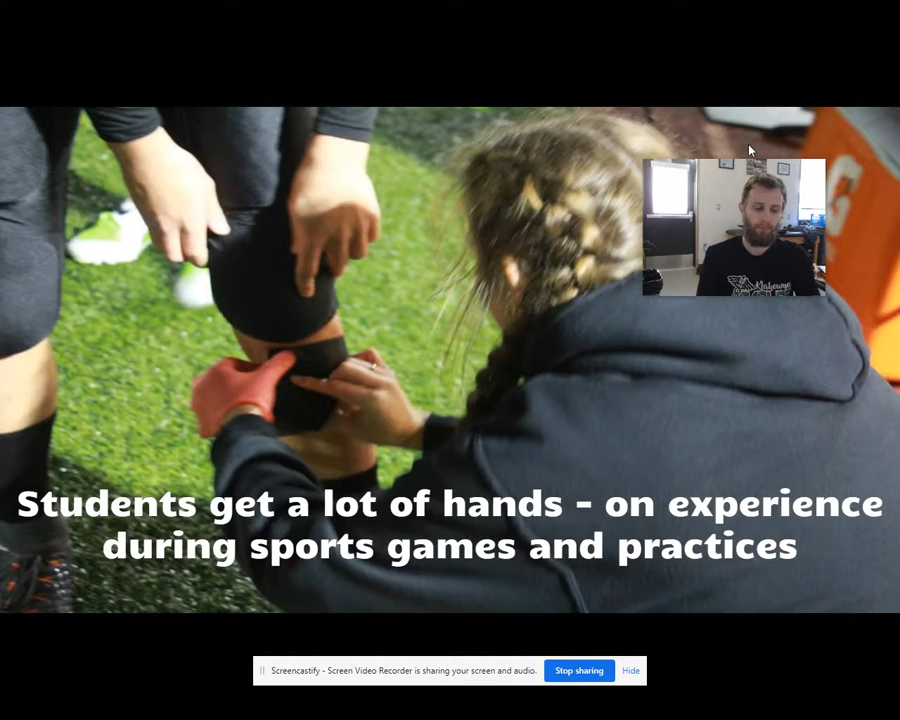 G
Klahowya
Students get a lot of hands - on experience
during sports games and practices
Screencastify - Screen Video Recorder is sharing your screen and audio.
Stop sharing
Hide